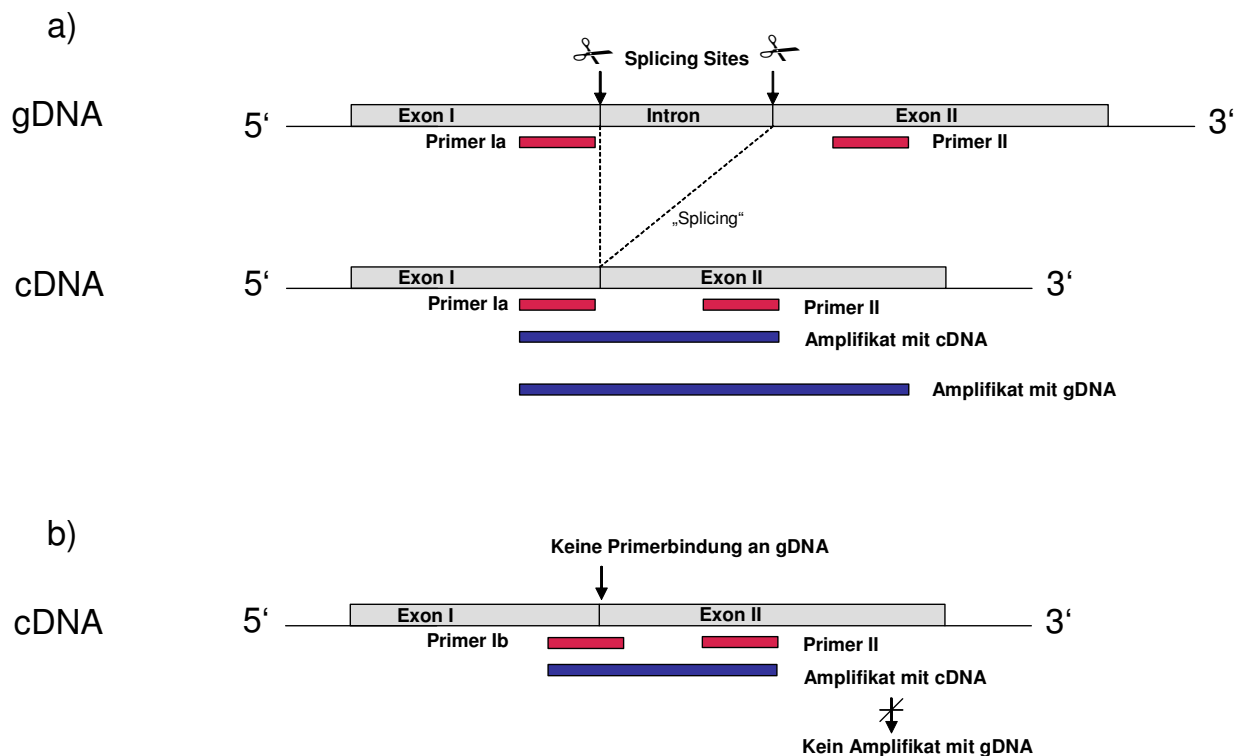 a)
Splicing Sites
gDNA 5‘ Exon I Intron Exon II 3‘
Primer Ia Primer II
„Splicing“
cDNA 5‘ Exon I Exon II 3‘
Primer Ia Primer II
Amplifikat mit cDNA
Amplifikat mit gDNA
b)
Keine Primerbindung an gDNA
cDNA 5‘ Exon I Exon II 3‘
Primer Ib Primer II
Amplifikat mit cDNA
Kein Amplifikat mit gDNA